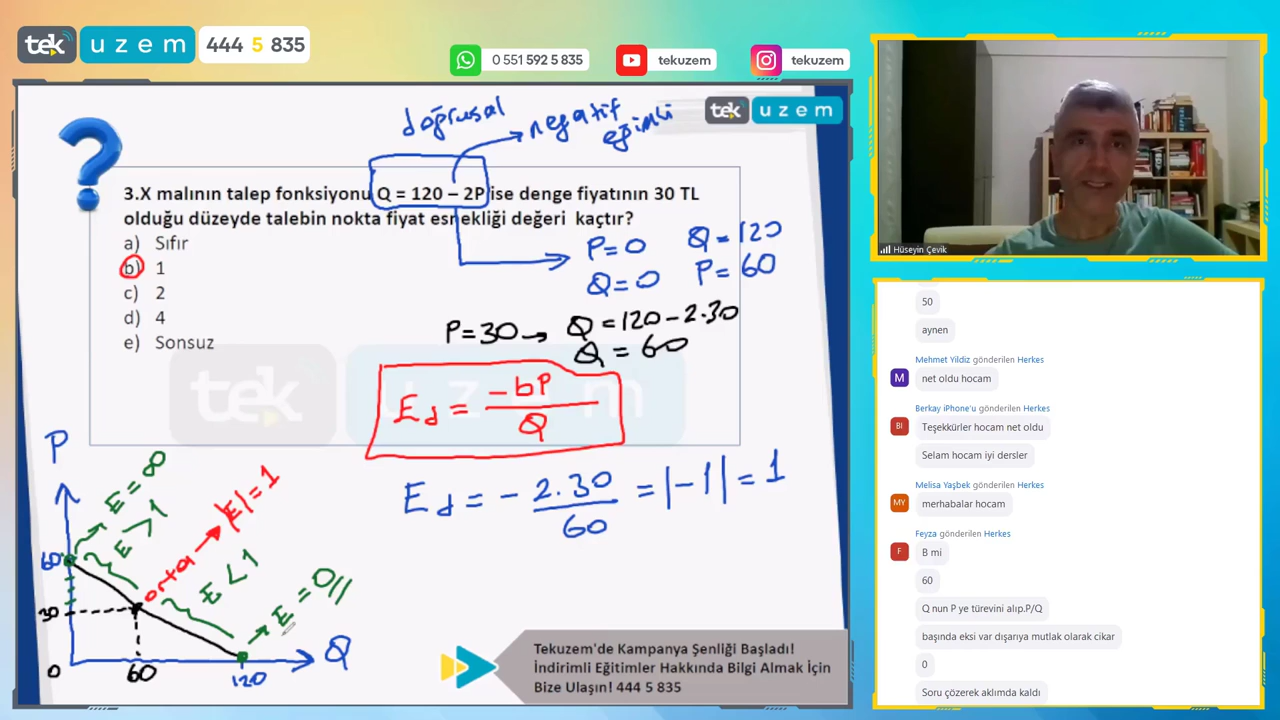 tek uzem 444 5 835
0 551 592 5 835
tekuzem
tekuzem
tek uzem
doğrusal
negatif
eğimli
3.X malının talep fonksiyonu Q = 120 – 2P ise denge fiyatının 30 TL
olduğu düzeyde talebin nokta fiyat esnekliği değeri kaçtır?
a) Sıfır
b) 1
c) 2
d) 4
e) Sonsuz
P=0 Q=120
Q=0 P=60
P=30 → Q=120-2.30
Q=60
Ed = -bP/Q
Ed = - 2.30/60 = |-1| = 1
tek uzem
P
E=∞
E>1
orta → |E|=1
E<1
E=0//
60
30
0
60
120
Q
Tekuzem'de Kampanya Şenliği Başladı!
İndirimli Eğitimler Hakkında Bilgi Almak İçin
Bize Ulaşın! 444 5 835
Hüseyin Çevik
50
aynen
Mehmet Yildiz gönderilen Herkes
M
net oldu hocam
Berkay iPhone'u gönderilen Herkes
BI
Teşekkürler hocam net oldu
Selam hocam iyi dersler
Melisa Yaşbek gönderilen Herkes
MY
merhabalar hocam
Feyza gönderilen Herkes
F
B mi
60
Q nun P ye türevini alıp.P/Q
başında eksi var dışarıya mutlak olarak cikar
0
Soru çözerek aklımda kaldı